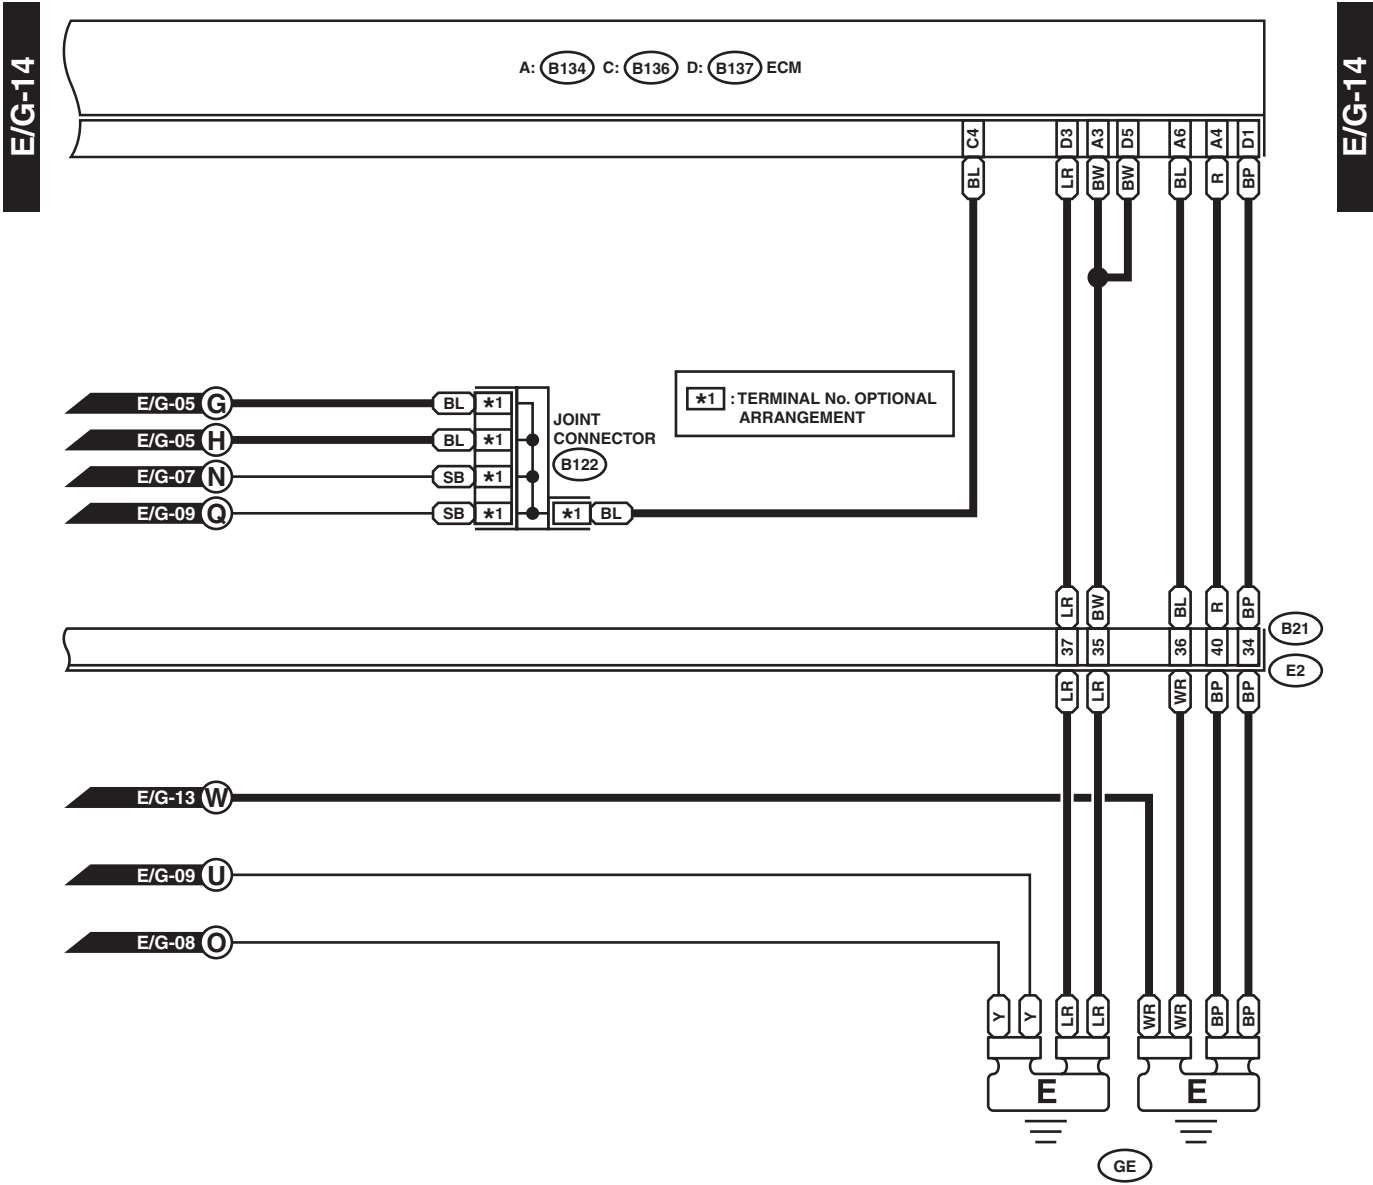 E/G-14
E/G-14
A: B134 C: B136 D: B137 ECM
C4 D3 A3 D5 A6 A4 D1
BL LR BW BW BL R BP
*1 : TERMINAL No. OPTIONAL
ARRANGEMENT
E/G-05 G BL *1
E/G-05 H BL *1
E/G-07 N SB *1
E/G-09 Q SB *1 *1 BL
JOINT
CONNECTOR
B122
LR BW BL R BP
B21
37 35 36 40 34
E2
LR LR WR BP BP
E/G-13 W
E/G-09 U
E/G-08 O
Y Y LR LR WR WR BP BP
E E
GE